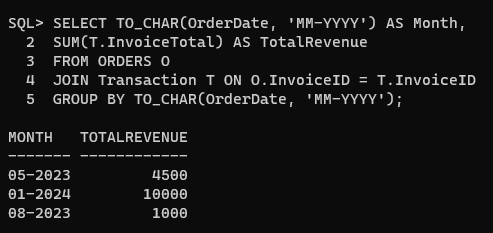 SQL> SELECT TO_CHAR(OrderDate, 'MM-YYYY') AS Month,
  2  SUM(T.InvoiceTotal) AS TotalRevenue
  3  FROM ORDERS O
  4  JOIN Transaction T ON O.InvoiceID = T.InvoiceID
  5  GROUP BY TO_CHAR(OrderDate, 'MM-YYYY');

MONTH   TOTALREVENUE
------- ------------
05-2023         4500
01-2024        10000
08-2023         1000